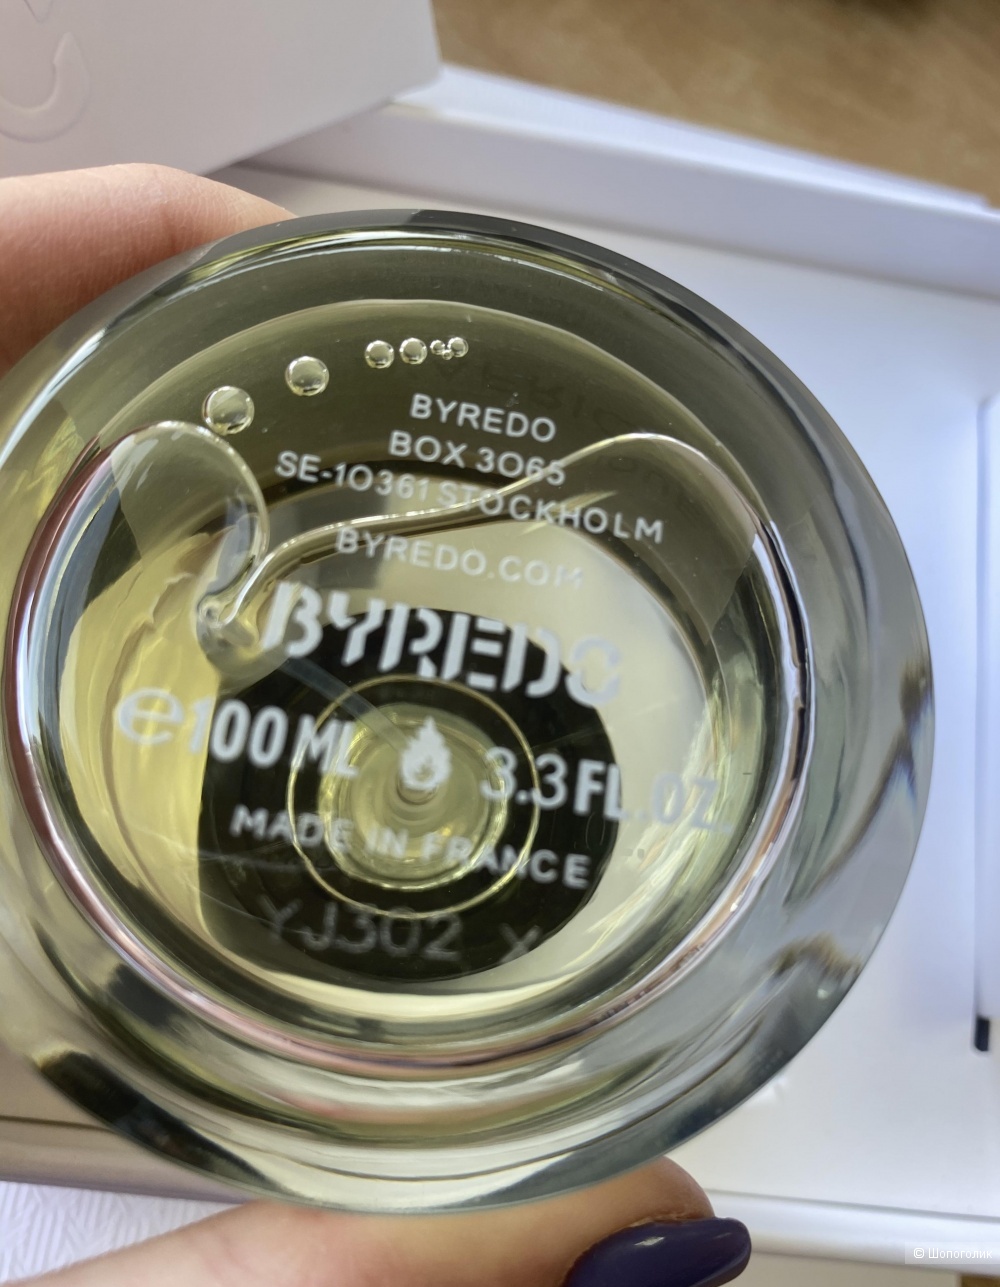 BYREDO
BOX 3065
SE-10361 STOCKHOLM
BYREDO.COM
BYREDO
e100 ML 3.3 FL.OZ.
MADE IN FRANCE
YJ302 X
© Шопоголик